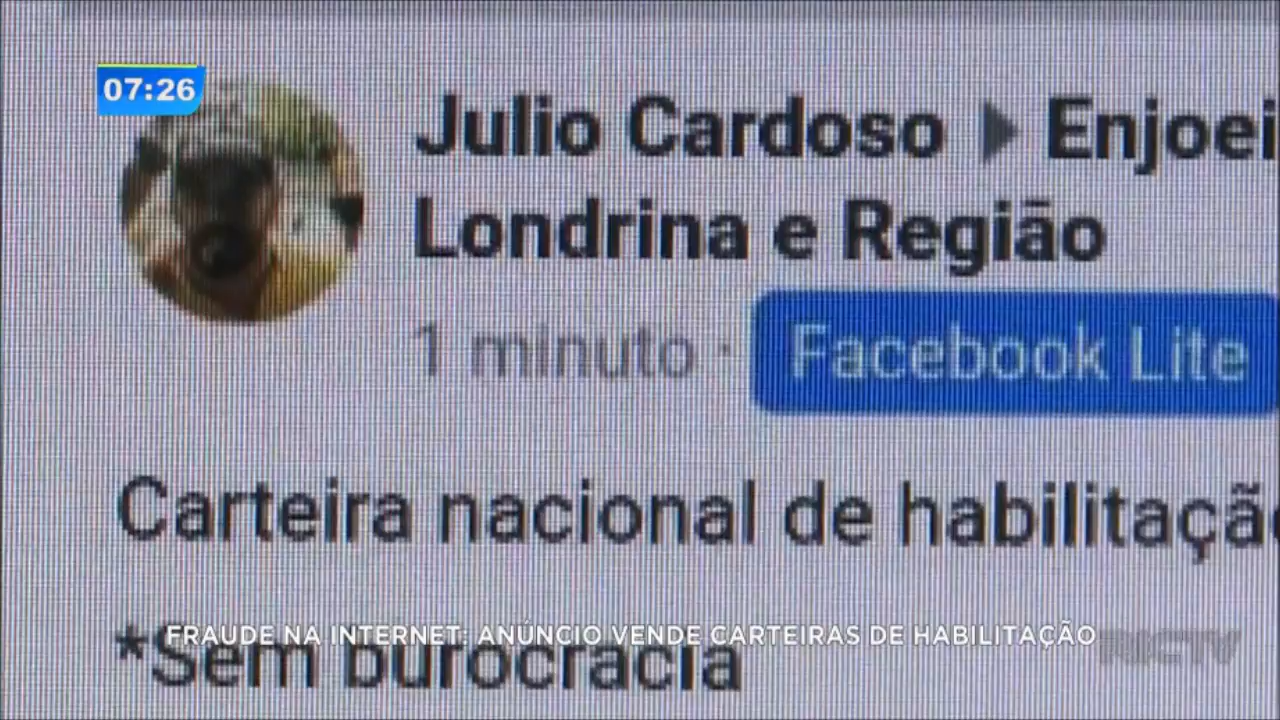 07:26
Julio Cardoso ▶ Enjoei
Londrina e Região
1 minuto · Facebook Lite
Carteira nacional de habilitaçã
*Sem burocracia
FRAUDE NA INTERNET: ANÚNCIO VENDE CARTEIRAS DE HABILITAÇÃO
RICTV